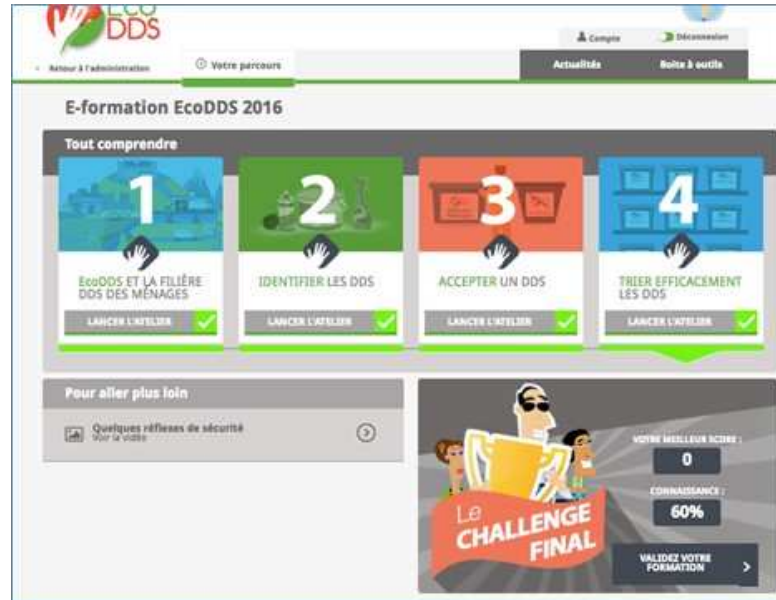 ECO
DDS
Compte
Déconnexion
Retour à l'administration
Votre parcours
Actualités
Boîte à outils
E-formation EcoDDS 2016
Tout comprendre
1
2
3
4
EcoDDS ET LA FILIÈRE
DDS DES MÉNAGES
IDENTIFIER LES DDS
ACCEPTER UN DDS
TRIER EFFICACEMENT
LES DDS
LANCER L'ATELIER
LANCER L'ATELIER
LANCER L'ATELIER
LANCER L'ATELIER
Pour aller plus loin
Quelques réflexes de sécurité
Voir la vidéo
Le
CHALLENGE
FINAL
VOTRE MEILLEUR SCORE :
0
CONNAISSANCE :
60%
VALIDEZ VOTRE
FORMATION